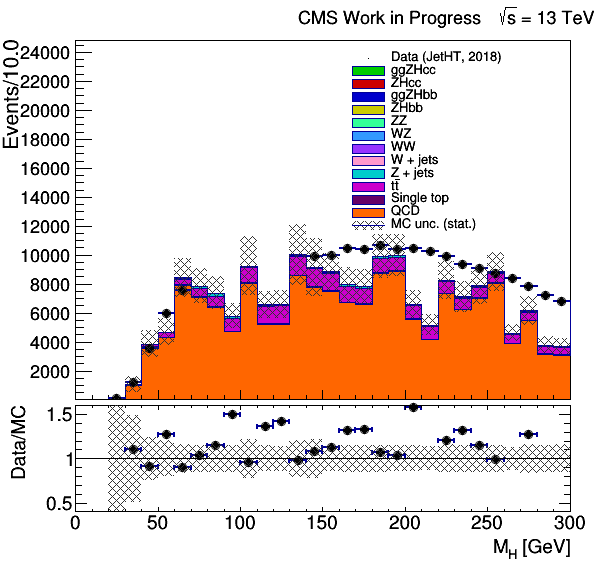 CMS Work in Progress √s = 13 TeV
Events/10.0
24000
22000
20000
18000
16000
14000
12000
10000
8000
6000
4000
2000
Data (JetHT, 2018)
ggZHcc
ZHcc
ggZHbb
ZHbb
ZZ
WZ
WW
W + jets
Z + jets
tt̄
Single top
QCD
MC unc. (stat.)
Data/MC
1.5
1
0.5
0 50 100 150 200 250 300
M_H [GeV]